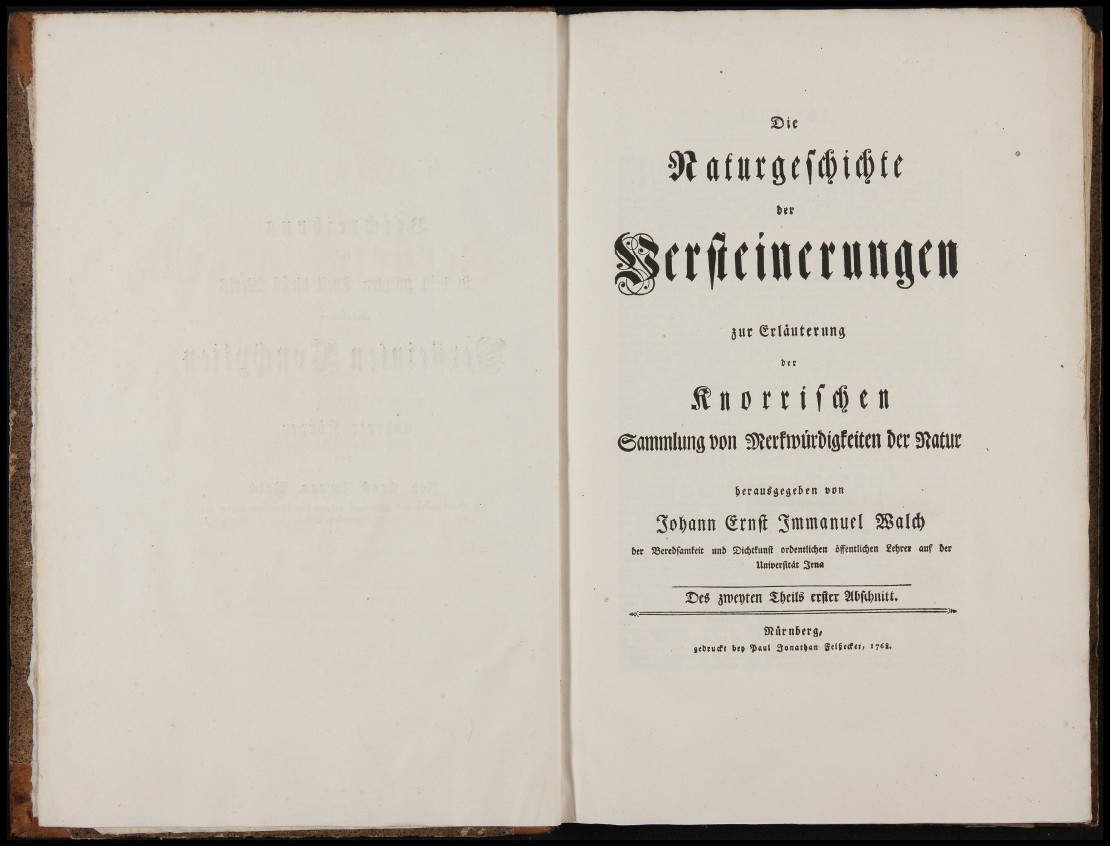 Die
Naturgeschichte
der
Versteinerungen
zur Erläuterung
der
Knorrischen
Sammlung von Merkwürdigkeiten der Natur
herausgegeben von
Johann Ernst Immanuel Walch
der Beredsamkeit und Dichtkunst ordentlichen öffentlichen Lehrer auf der
Universität Jena
Des zweyten Theils erster Abschnitt.
Nürnberg,
gedruckt bey Paul Jonathan Felßecker, 1768.